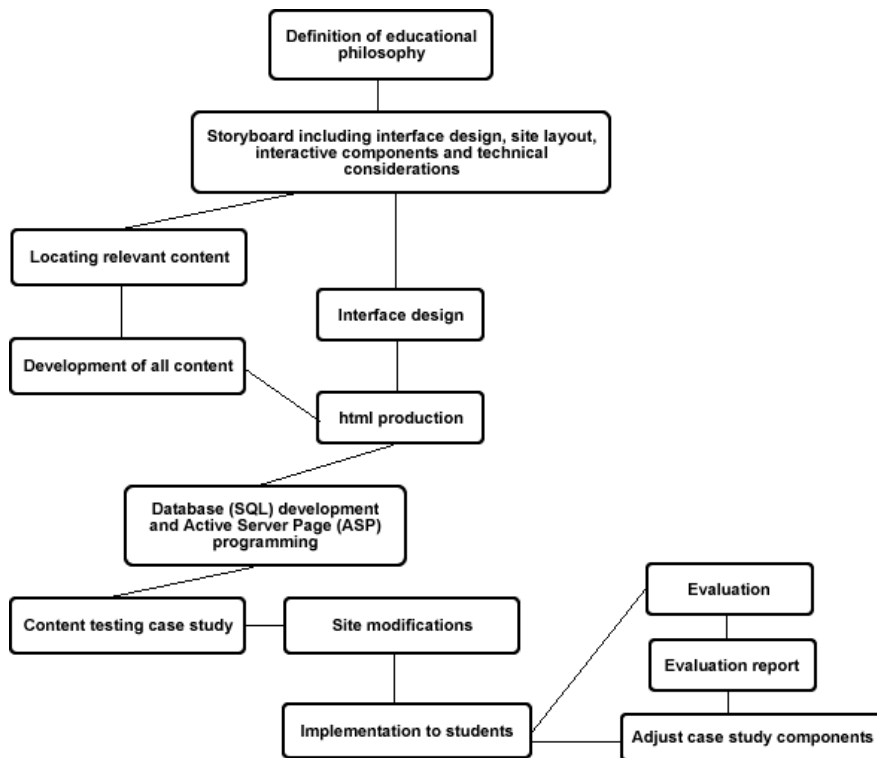 Definition of educational
philosophy
Storyboard including interface design, site layout,
interactive components and technical
considerations
Locating relevant content
Interface design
Development of all content
html production
Database (SQL) development
and Active Server Page (ASP)
programming
Content testing case study
Site modifications
Evaluation
Evaluation report
Implementation to students
Adjust case study components